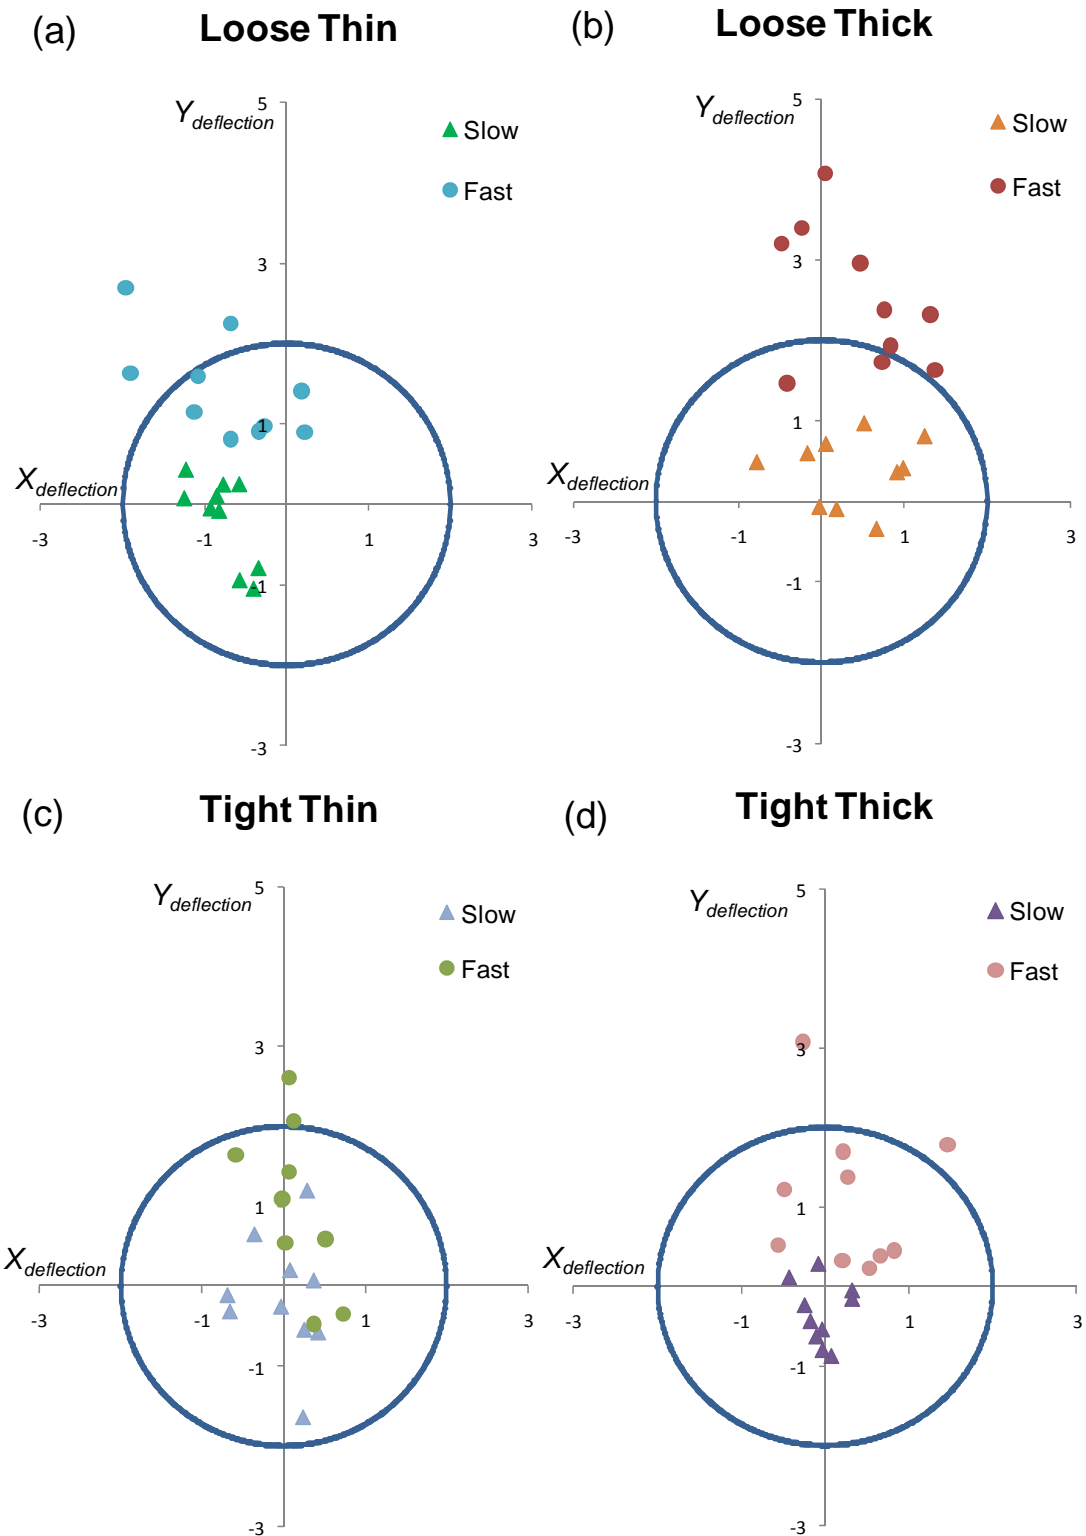 (a) Loose Thin
Ydeflection
5
Slow
Fast
3
1
Xdeflection
-3 -1 1 3
-1
-3
(b) Loose Thick
Ydeflection
5
Slow
Fast
3
1
Xdeflection
-3 -1 1 3
-1
-3
(c) Tight Thin
Ydeflection
5
Slow
Fast
3
1
Xdeflection
-3 -1 1 3
-1
-3
(d) Tight Thick
Ydeflection
5
Slow
Fast
3
1
Xdeflection
-3 -1 1 3
-1
-3